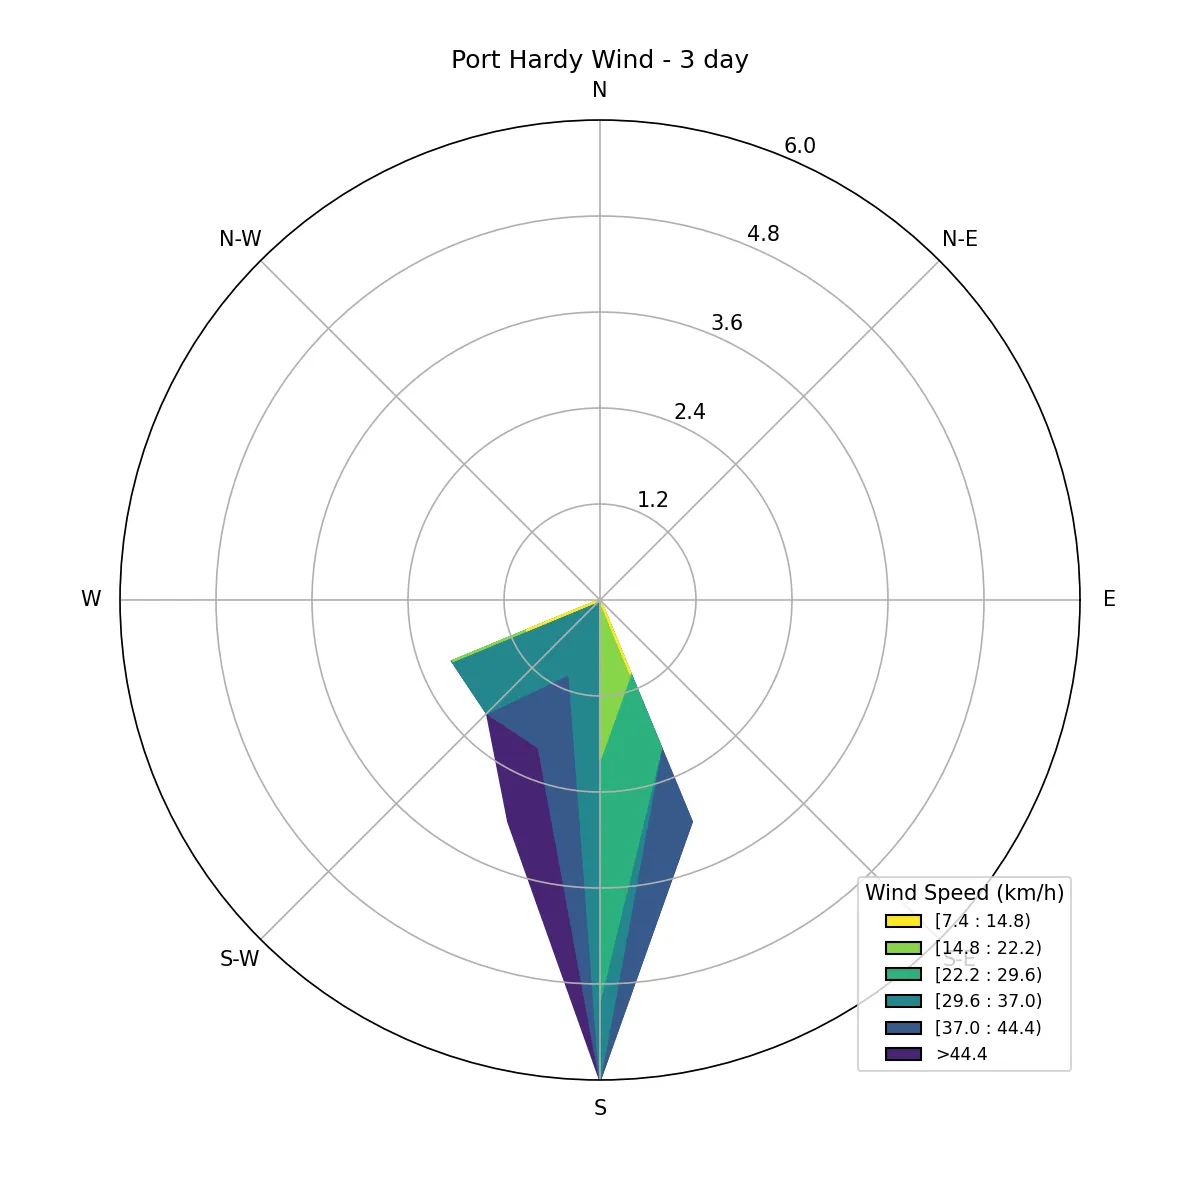 Port Hardy Wind - 3 day
N
6.0
N-W
N-E
4.8
3.6
2.4
1.2
W
E
Wind Speed (km/h)
[7.4 : 14.8)
[14.8 : 22.2)
S-W
S-E
[22.2 : 29.6)
[29.6 : 37.0)
[37.0 : 44.4)
>44.4
S